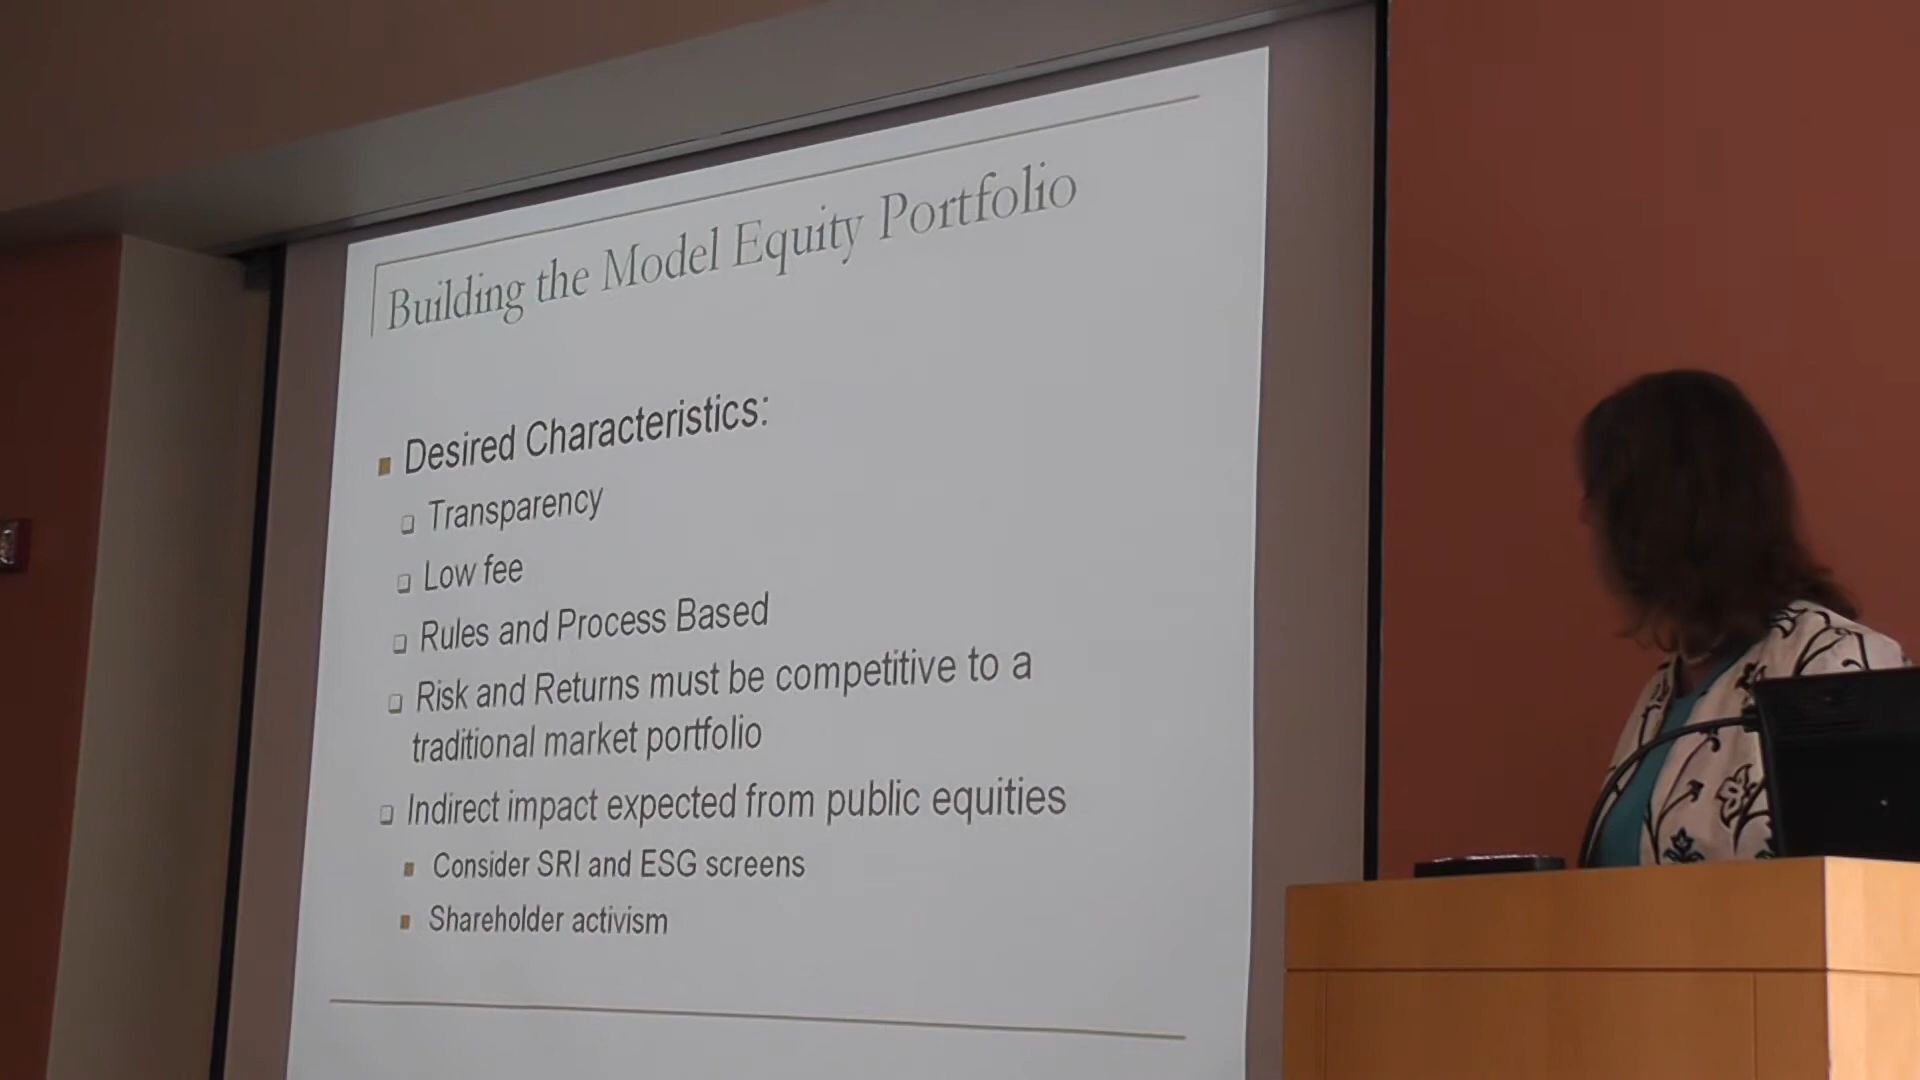 Building the Model Equity Portfolio
Desired Characteristics:
Transparency
Low fee
Rules and Process Based
Risk and Returns must be competitive to a
traditional market portfolio
Indirect impact expected from public equities
Consider SRI and ESG screens
Shareholder activism